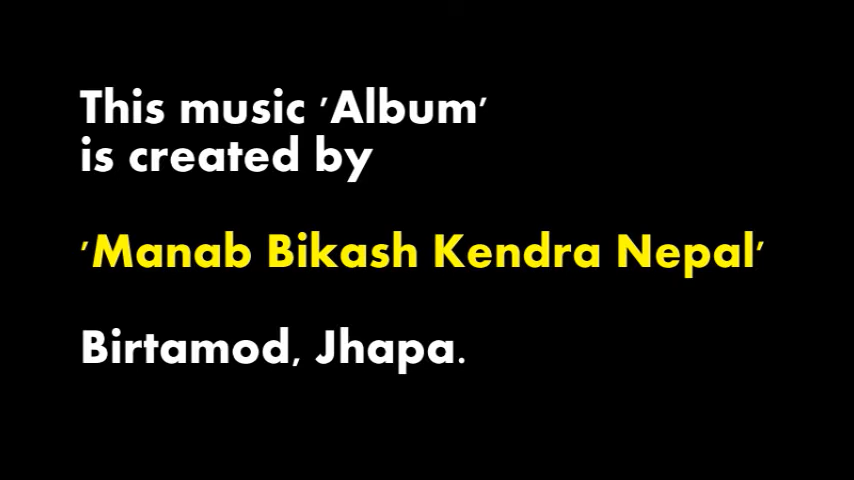 This music 'Album'
is created by
'Manab Bikash Kendra Nepal'
Birtamod, Jhapa.